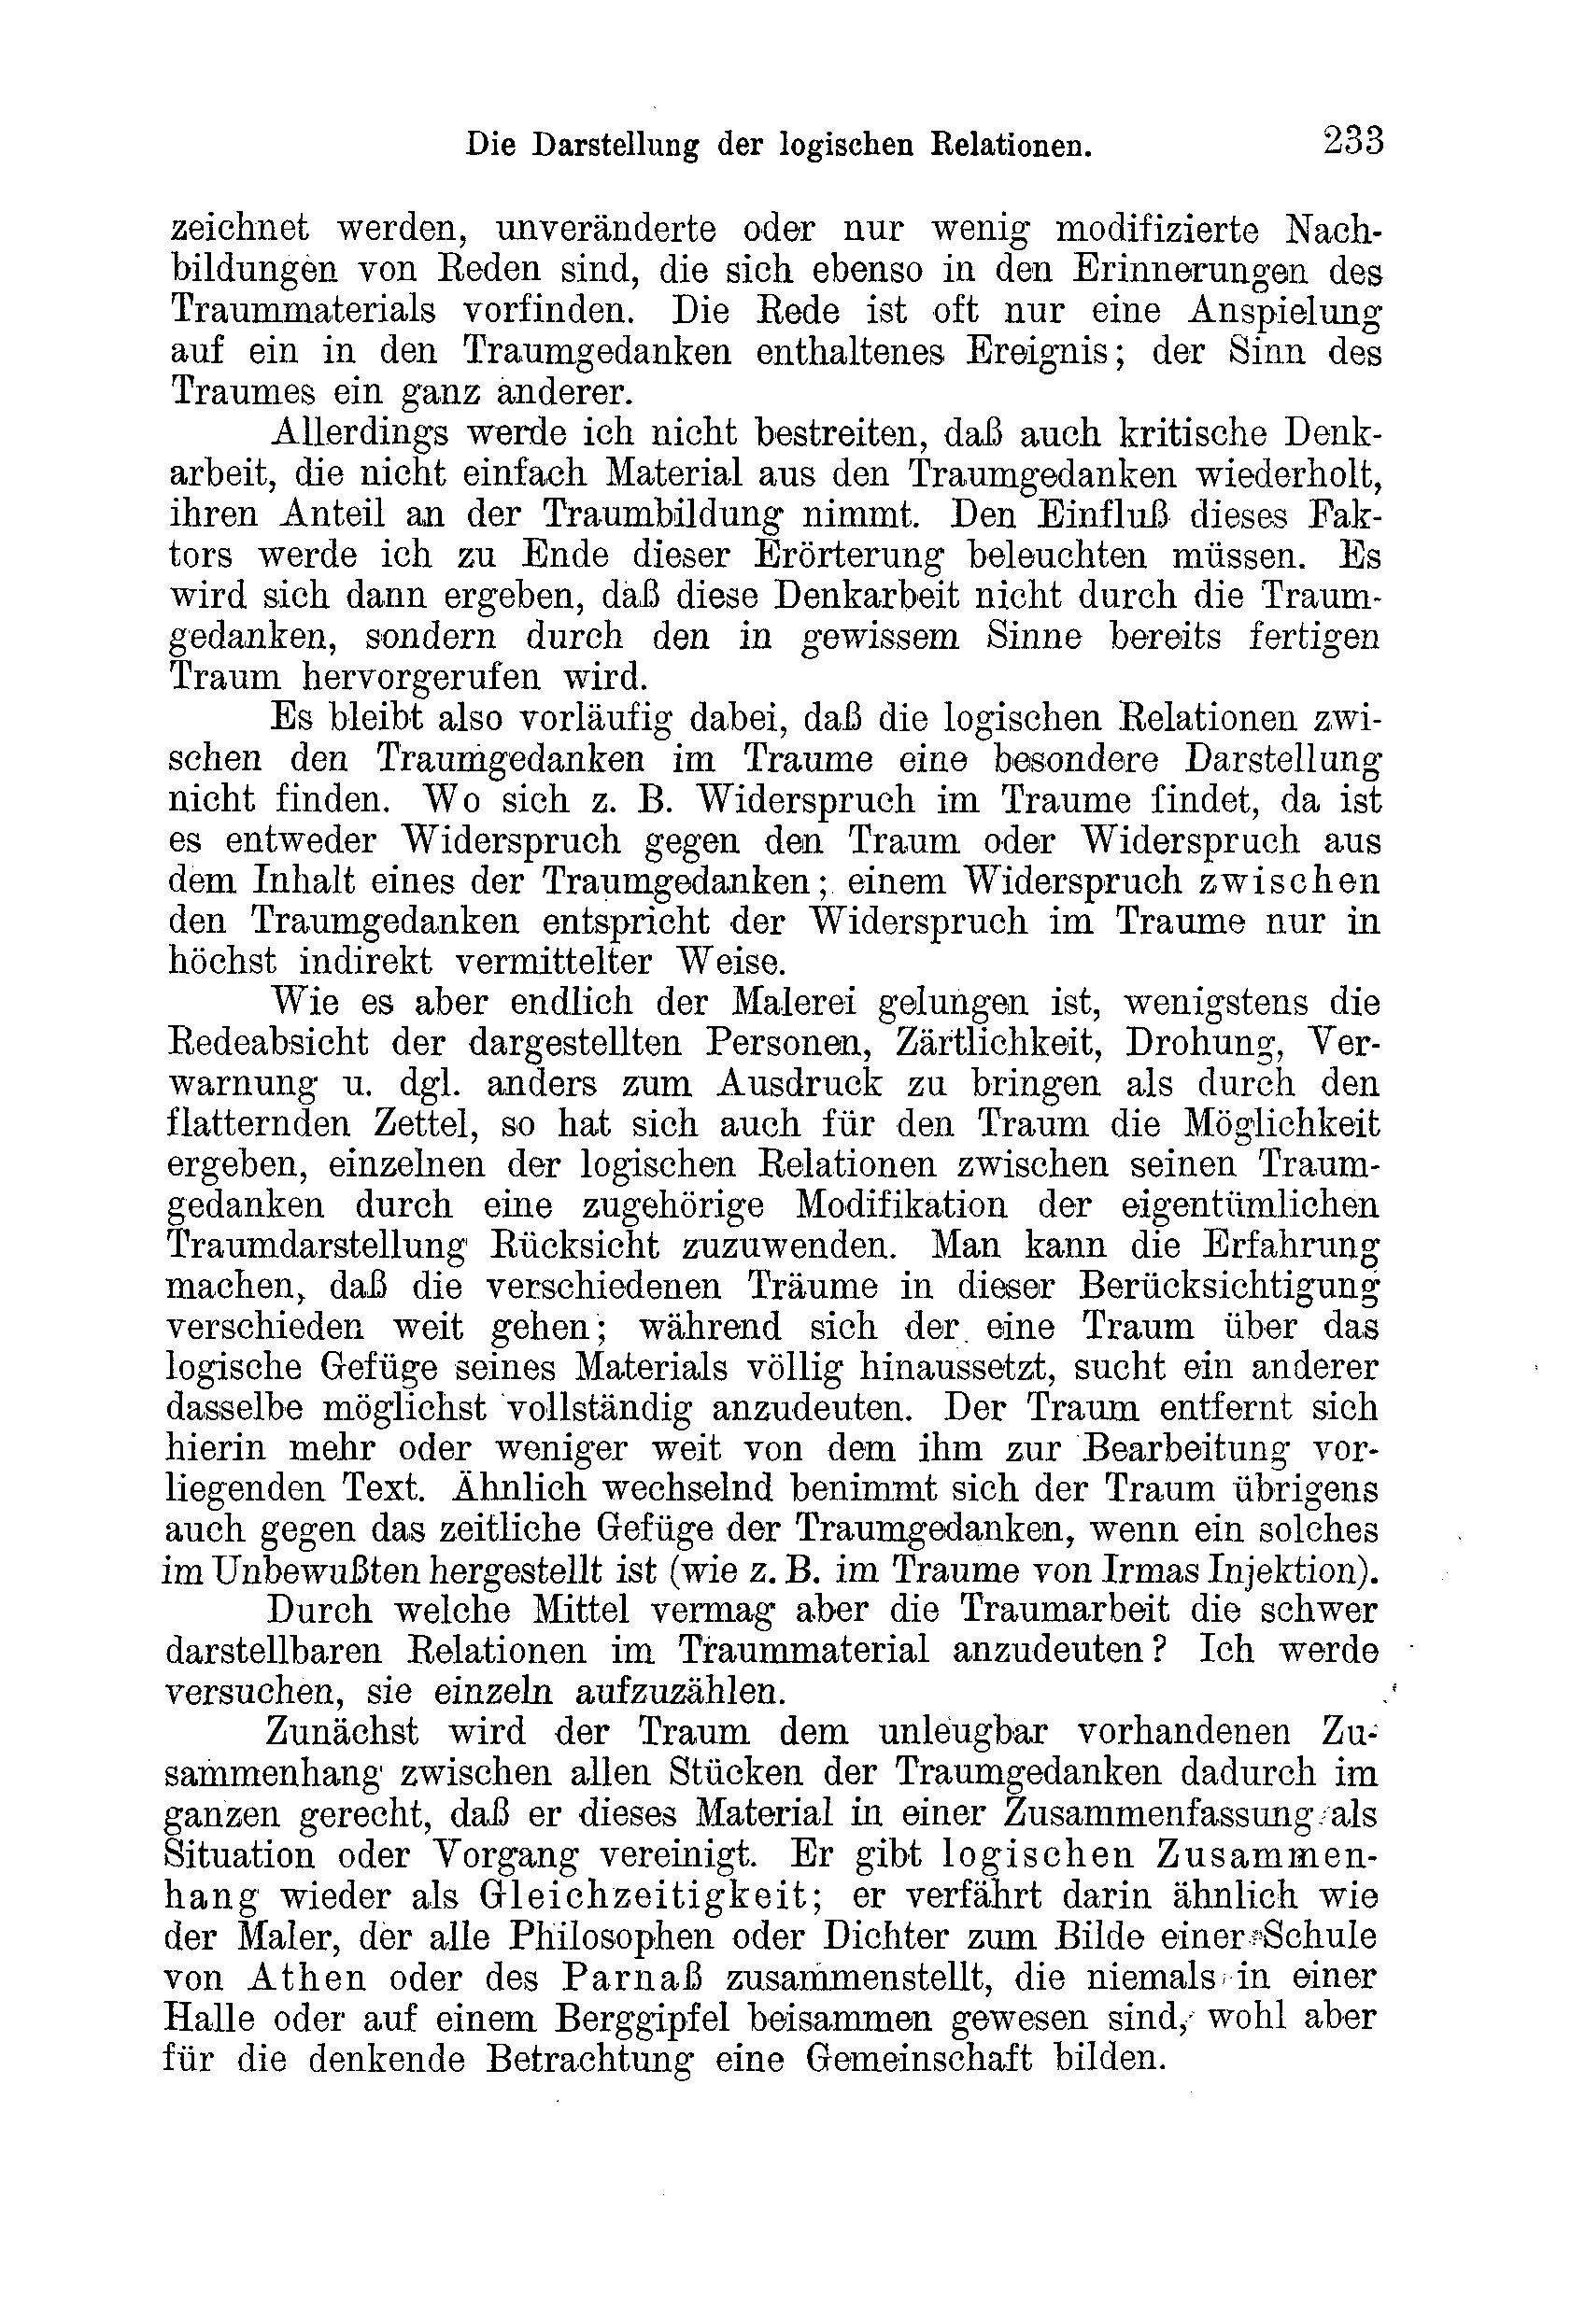 Die Darstellung der logischen Relationen. 233
zeichnet werden, unveränderte oder nur wenig modifizierte Nach-
bildungen von Reden sind, die sich ebenso in den Erinnerungen des
Traummaterials vorfinden. Die Rede ist oft nur eine Anspielung
auf ein in den Traumgedanken enthaltenes Ereignis; der Sinn des
Traumes ein ganz anderer.
Allerdings werde ich nicht bestreiten, daß auch kritische Denk-
arbeit, die nicht einfach Material aus den Traumgedanken wiederholt,
ihren Anteil an der Traumbildung nimmt. Den Einfluß dieses Fak-
tors werde ich zu Ende dieser Erörterung beleuchten müssen. Es
wird sich dann ergeben, daß diese Denkarbeit nicht durch die Traum-
gedanken, sondern durch den in gewissem Sinne bereits fertigen
Traum hervorgerufen wird.
Es bleibt also vorläufig dabei, daß die logischen Relationen zwi-
schen den Traumgedanken im Traume eine besondere Darstellung
nicht finden. Wo sich z. B. Widerspruch im Traume findet, da ist
es entweder Widerspruch gegen den Traum oder Widerspruch aus
dem Inhalt eines der Traumgedanken; einem Widerspruch zwischen
den Traumgedanken entspricht der Widerspruch im Traume nur in
höchst indirekt vermittelter Weise.
Wie es aber endlich der Malerei gelungen ist, wenigstens die
Redeabsicht der dargestellten Personen, Zärtlichkeit, Drohung, Ver-
warnung u. dgl. anders zum Ausdruck zu bringen als durch den
flatternden Zettel, so hat sich auch für den Traum die Möglichkeit
ergeben, einzelnen der logischen Relationen zwischen seinen Traum-
gedanken durch eine zugehörige Modifikation der eigentümlichen
Traumdarstellung Rücksicht zuzuwenden. Man kann die Erfahrung
machen, daß die verschiedenen Träume in dieser Berücksichtigung
verschieden weit gehen; während sich der eine Traum über das
logische Gefüge seines Materials völlig hinaussetzt, sucht ein anderer
dasselbe möglichst vollständig anzudeuten. Der Traum entfernt sich
hierin mehr oder weniger weit von dem ihm zur Bearbeitung vor-
liegenden Text. Ähnlich wechselnd benimmt sich der Traum übrigens
auch gegen das zeitliche Gefüge der Traumgedanken, wenn ein solches
im Unbewußten hergestellt ist (wie z. B. im Traume von Irmas Injektion).
Durch welche Mittel vermag aber die Traumarbeit die schwer
darstellbaren Relationen im Traummaterial anzudeuten? Ich werde
versuchen, sie einzeln aufzuzählen.
Zunächst wird der Traum dem unleugbar vorhandenen Zu-
sammenhang zwischen allen Stücken der Traumgedanken dadurch im
ganzen gerecht, daß er dieses Material in einer Zusammenfassung als
Situation oder Vorgang vereinigt. Er gibt logischen Zusammen-
hang wieder als Gleichzeitigkeit; er verfährt darin ähnlich wie
der Maler, der alle Philosophen oder Dichter zum Bilde einer Schule
von Athen oder des Parnaß zusammenstellt, die niemals in einer
Halle oder auf einem Berggipfel beisammen gewesen sind, wohl aber
für die denkende Betrachtung eine Gemeinschaft bilden.